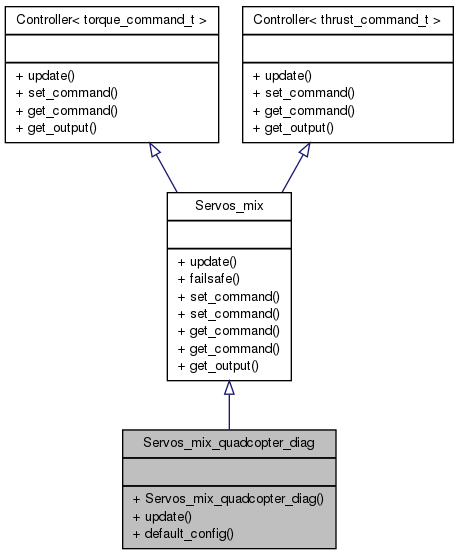 Controller< torque_command_t >
+ update()
+ set_command()
+ get_command()
+ get_output()
Controller< thrust_command_t >
+ update()
+ set_command()
+ get_command()
+ get_output()
Servos_mix
+ update()
+ failsafe()
+ set_command()
+ set_command()
+ get_command()
+ get_command()
+ get_output()
Servos_mix_quadcopter_diag
+ Servos_mix_quadcopter_diag()
+ update()
+ default_config()